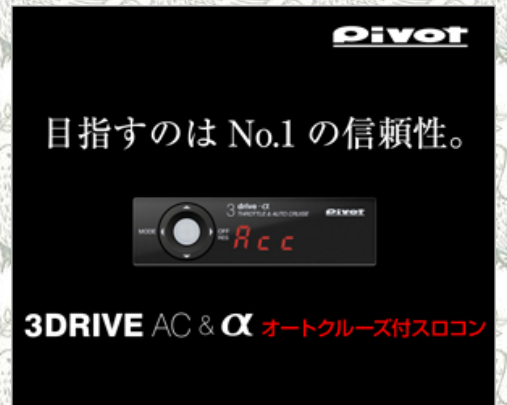 Pivot
目指すのは No.1 の信頼性。
3 drive・α
THROTTLE & AUTO CRUISE
Pivot
MODE
OFF
RES
Acc
3DRIVE AC & α オートクルーズ付スロコン